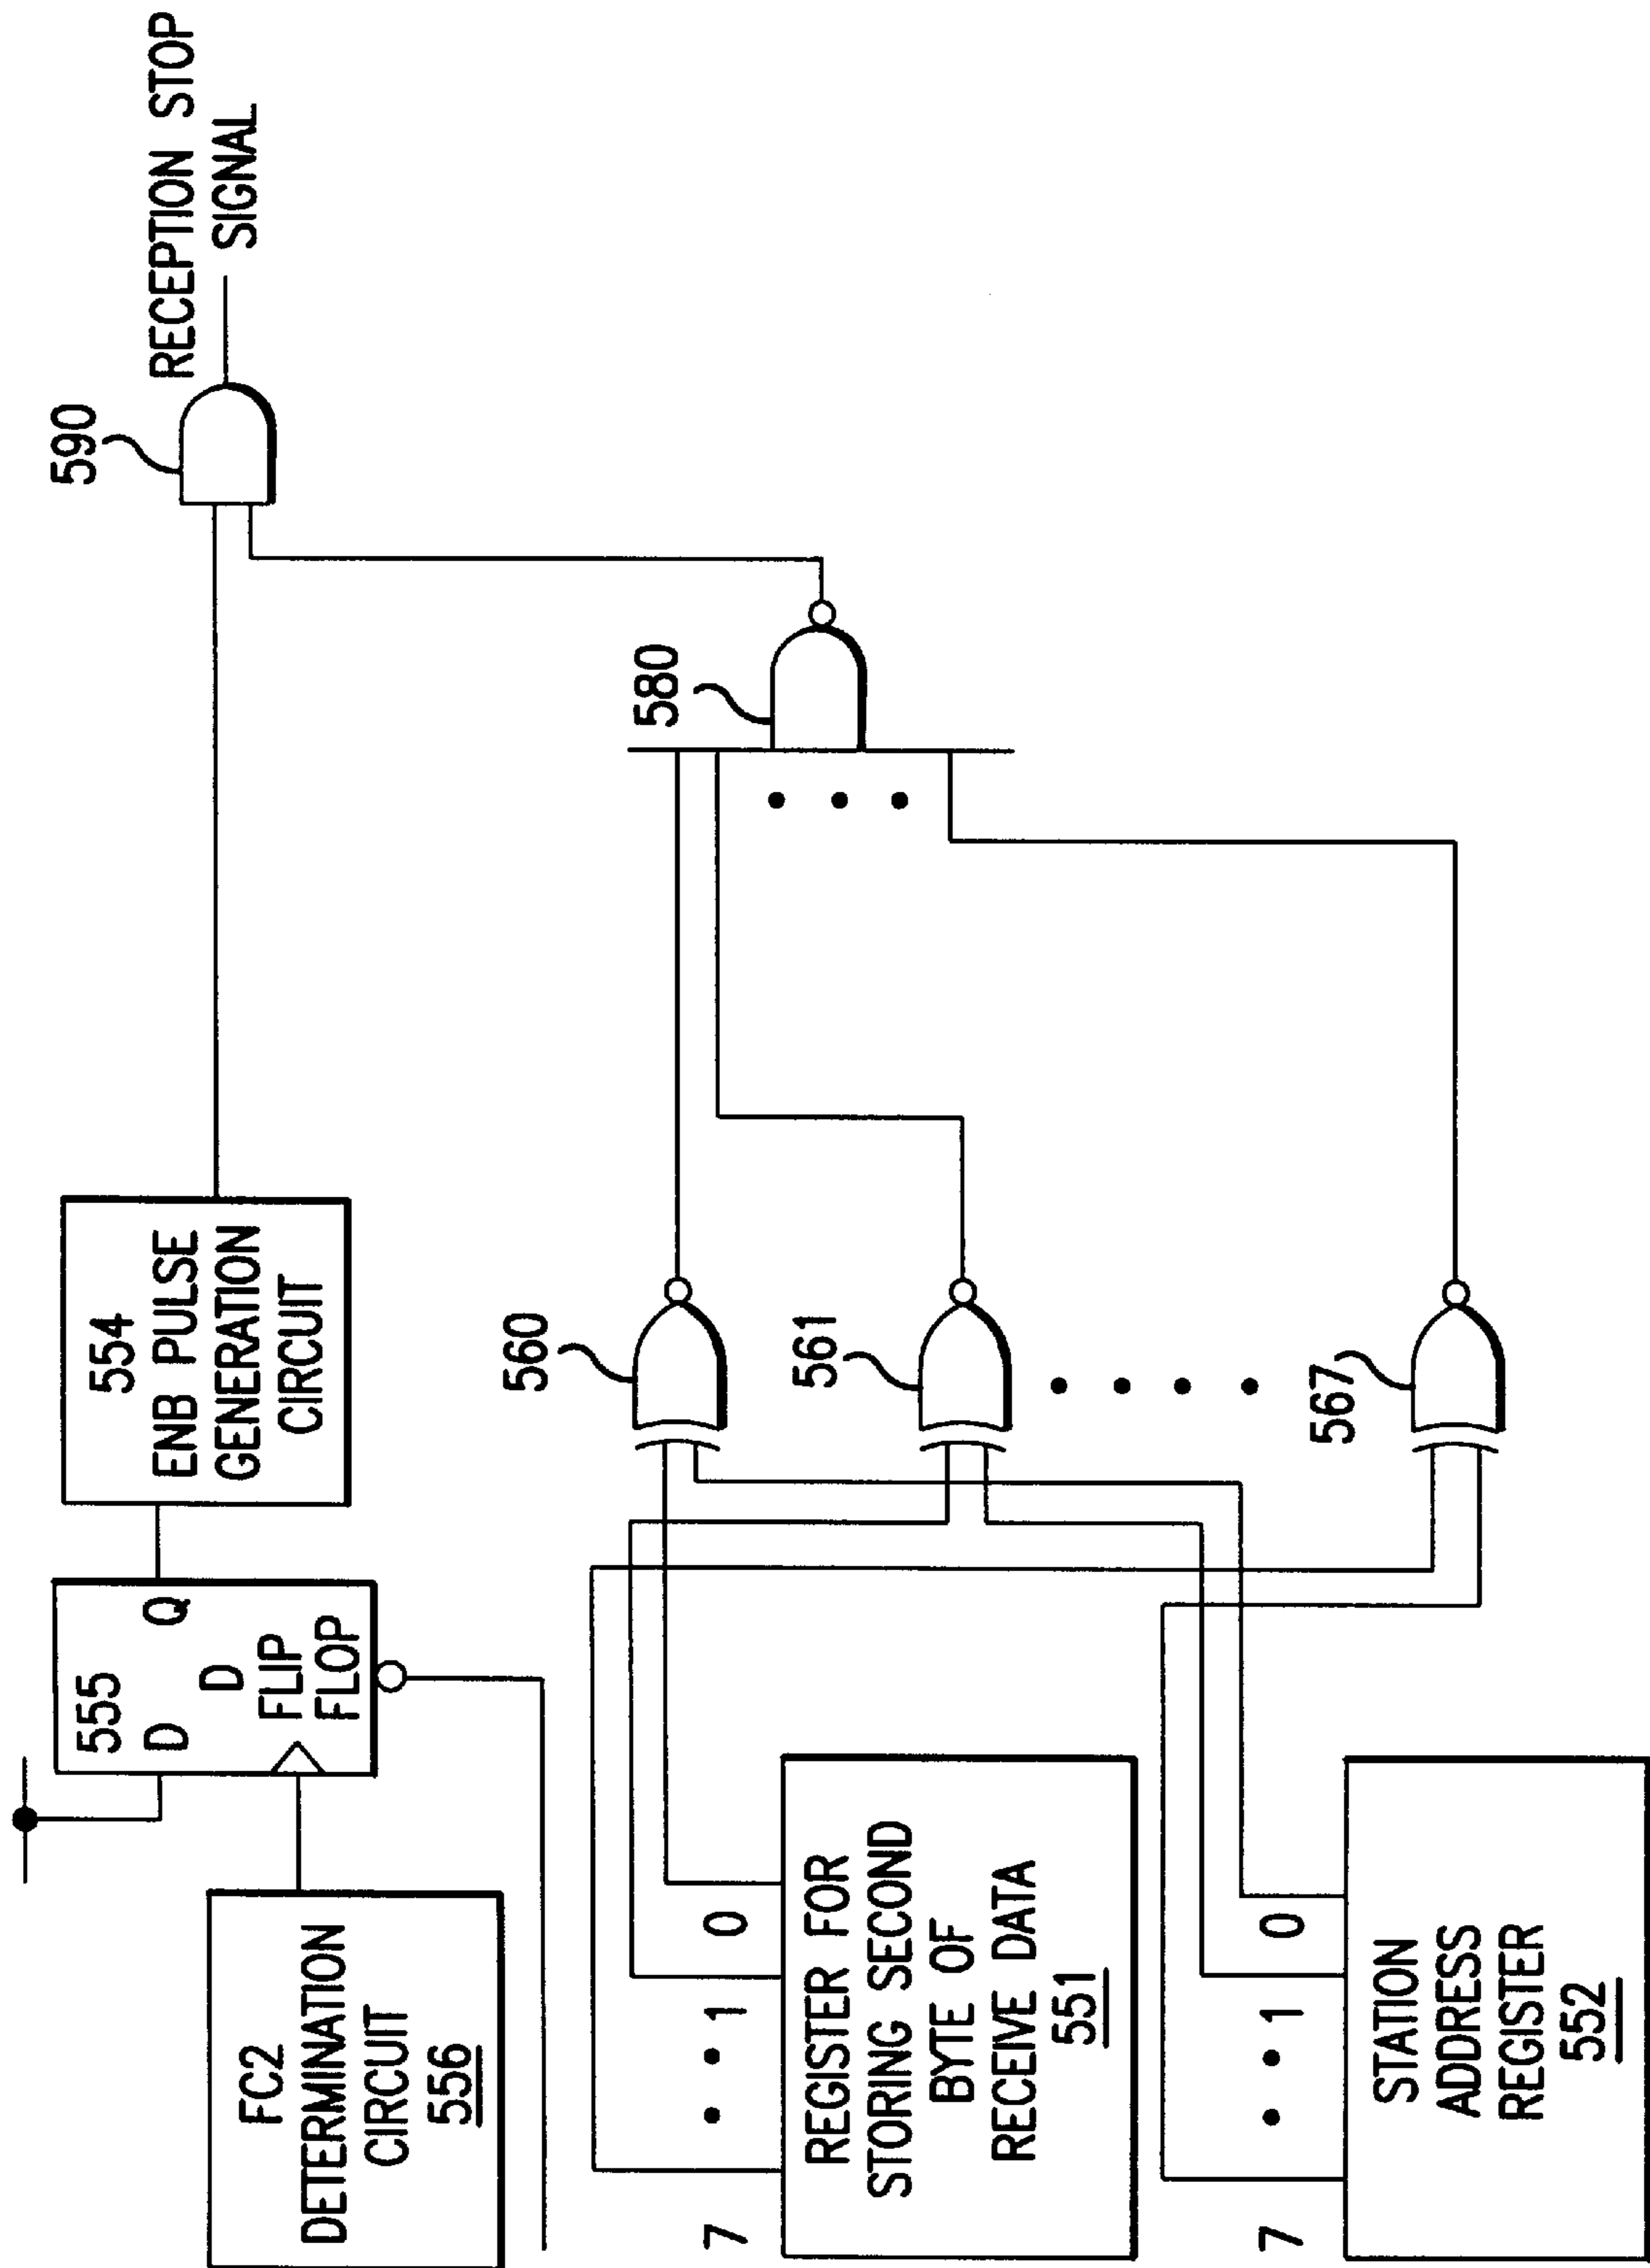 RECEPTION STOP
SIGNAL
590
554
ENB PULSE
GENERATION
CIRCUIT
555
D Q
D
FLIP
FLOP
FC2
DETERMINATION
CIRCUIT
556
580
560
561
567
7 • • 1 0
REGISTER FOR
STORING SECOND
BYTE OF
RECEIVE DATA
551
7 • • 1 0
STATION
ADDRESS
REGISTER
552